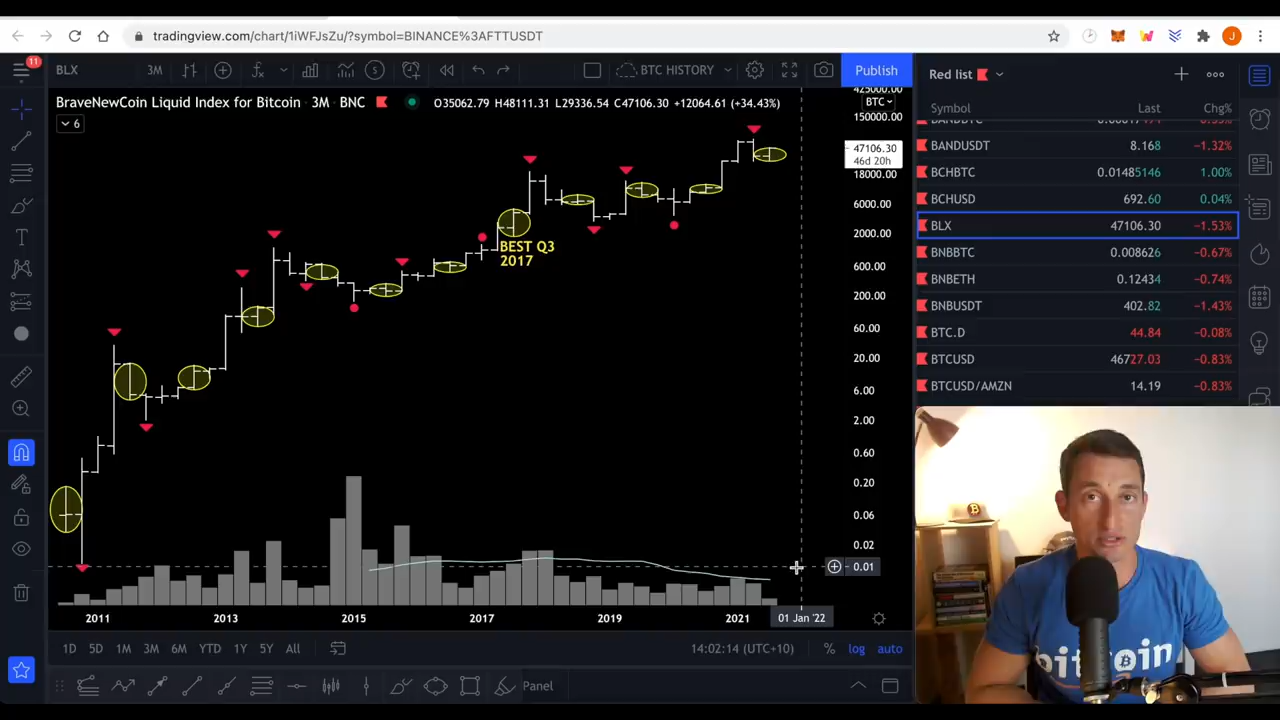 tradingview.com/chart/1iWFJsZu/?symbol=BINANCE%3AFTTUSDT
J
11
BLX
3M
BTC HISTORY
Publish
Red list
BraveNewCoin Liquid Index for Bitcoin · 3M · BNC
O35062.79 H48111.31 L29336.54 C47106.30 +12064.61 (+34.43%)
6
BTC
150000.00
47106.30
46d 20h
18000.00
6000.00
2000.00
600.00
200.00
60.00
20.00
6.00
2.00
0.60
0.20
0.06
0.02
0.01
BEST Q3
2017
2011
2013
2015
2017
2019
2021
01 Jan '22
1D 5D 1M 3M 6M YTD 1Y 5Y All
14:02:14 (UTC+10)
%
log
auto
Panel
Symbol Last Chg%
BANDUSDT 8.168 −1.32%
BCHBTC 0.01485146 1.00%
BCHUSD 692.60 0.04%
BLX 47106.30 −1.53%
BNBBTC 0.008626 −0.67%
BNBETH 0.12434 −0.74%
BNBUSDT 402.82 −1.43%
BTC.D 44.84 −0.08%
BTCUSD 46727.03 −0.83%
BTCUSD/AMZN 14.19 −0.83%
bitcoin